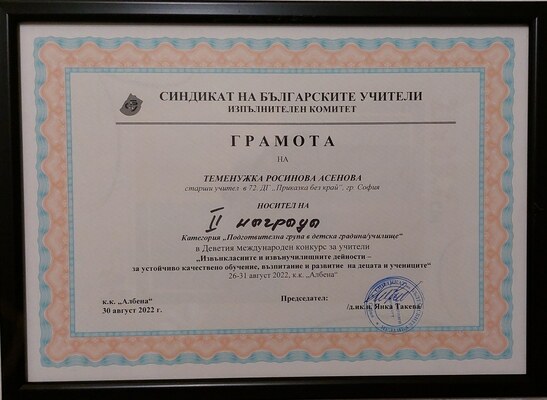 СИНДИКАТ НА БЪЛГАРСКИТЕ УЧИТЕЛИ
ИЗПЪЛНИТЕЛЕН КОМИТЕТ
ГРАМОТА
НА
ТЕМЕНУЖКА РОСИНОВА АСЕНОВА
старши учител в 72. ДГ „Приказка без край", гр. София
НОСИТЕЛ НА
II награда
Категория „Подготвителна група в детска градина/училище"
в Деветия международен конкурс за учители
„Извънкласните и извънучилищните дейности –
за устойчиво качествено обучение, възпитание и развитие на децата и учениците"
26-31 август 2022, к.к. „Албена"
к.к. „Албена"
30 август 2022 г.
Председател:
/д.ик.н. Янка Такева/